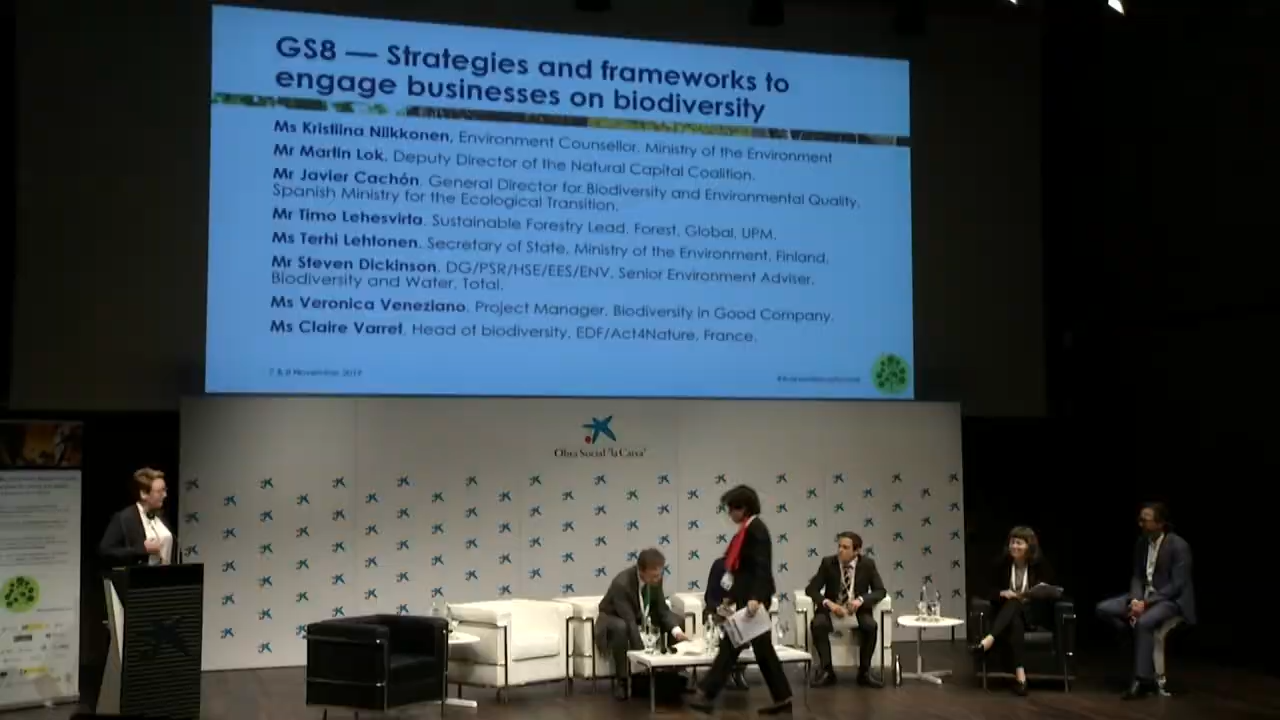 GS8 — Strategies and frameworks to
engage businesses on biodiversity
Ms Kristiina Niikkonen, Environment Counsellor. Ministry of the Environment
Mr Martin Lok, Deputy Director of the Natural Capital Coalition.
Mr Javier Cachón, General Director for Biodiversity and Environmental Quality.
Spanish Ministry for the Ecological Transition.
Mr Timo Lehesvirta, Sustainable Forestry Lead, Forest, Global, UPM.
Ms Terhi Lehtonen, Secretary of State, Ministry of the Environment, Finland.
Mr Steven Dickinson, DG/PSR/HSE/EES/ENV, Senior Environment Adviser,
Biodiversity and Water, Total.
Ms Veronica Veneziano, Project Manager, Biodiversity in Good Company.
Ms Claire Varret, Head of biodiversity, EDF/Act4Nature, France.
Obra Social "la Caixa"